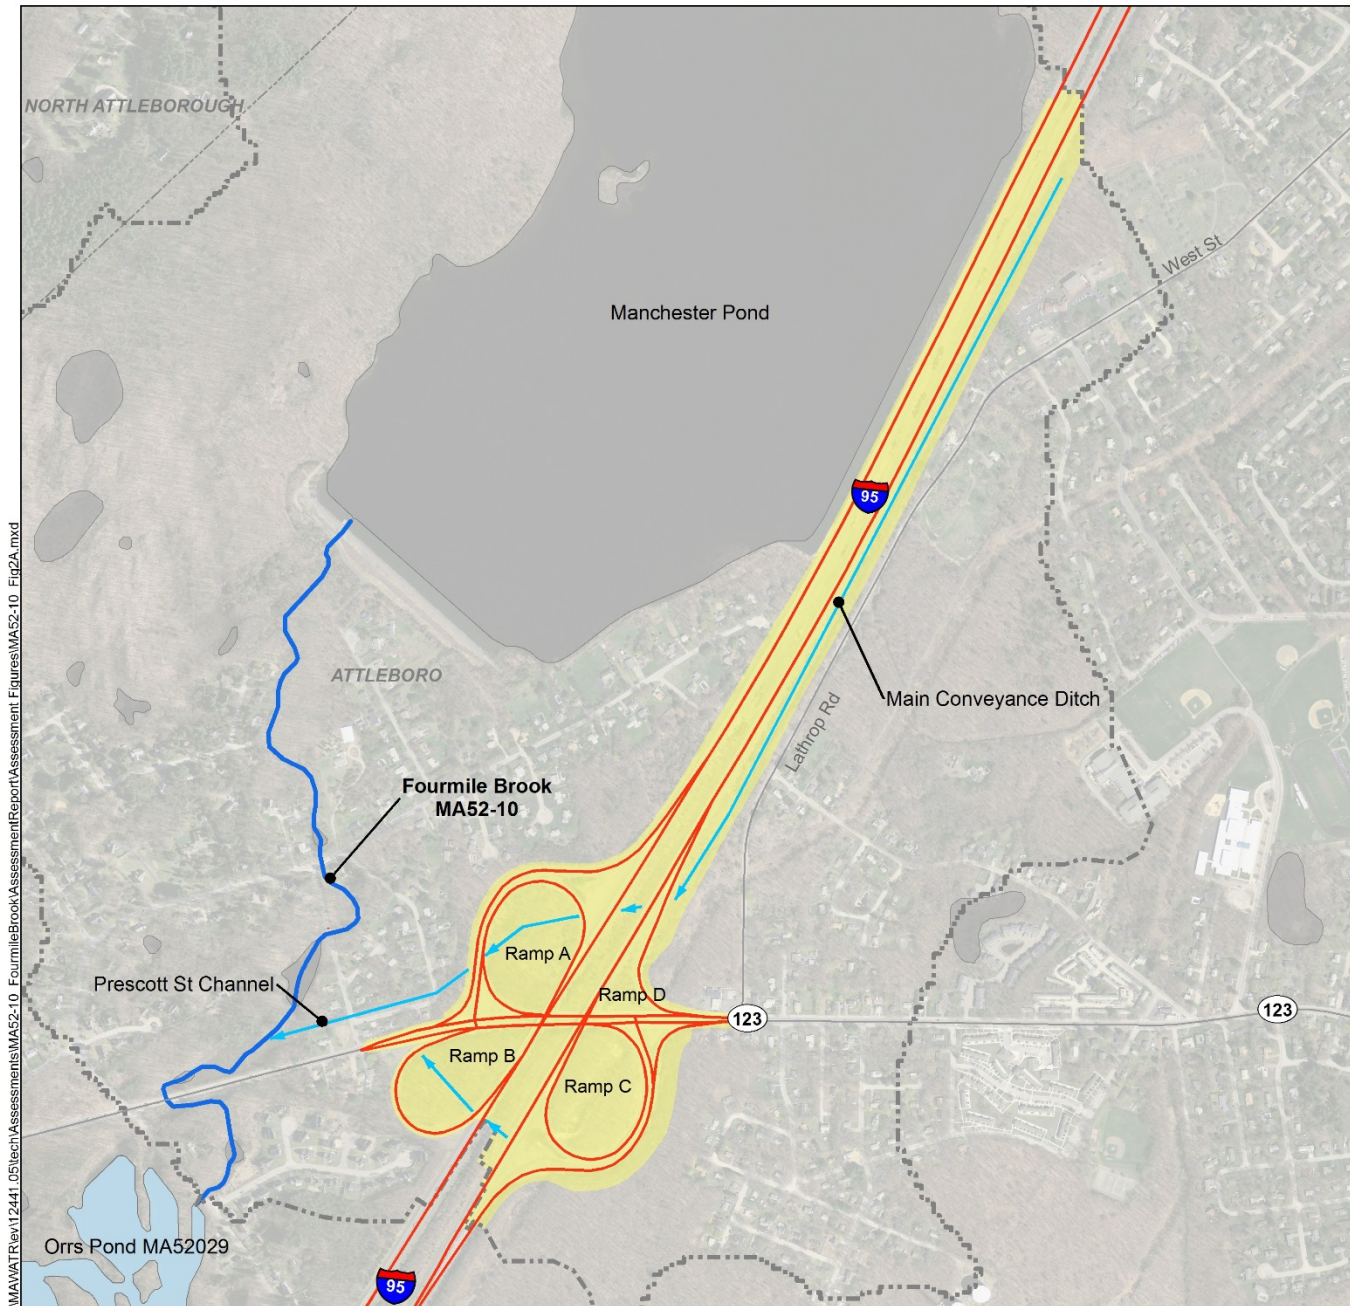 NORTH ATTLEBOROUGH
West St
Manchester Pond
95
\MAWATR\ev\12441.05\tech\Assessments\MA52-10_FourmileBrook\AssessmentReport\Assessment Figures\MA52-10_Fig2A.mxd
ATTLEBORO
Main Conveyance Ditch
Lathrop Rd
Fourmile Brook
MA52-10
Ramp A
Prescott St Channel
Ramp D
123
123
Ramp B
Ramp C
Orrs Pond MA52029
95